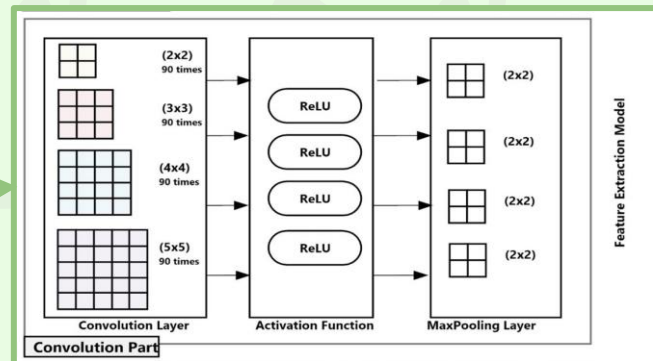 (2x2)
90 times
(3x3)
90 times
(4x4)
90 times
(5x5)
90 times
Convolution Layer
ReLU
ReLU
ReLU
ReLU
Activation Function
(2x2)
(2x2)
(2x2)
(2x2)
MaxPooling Layer
Convolution Part
Feature Extraction Model